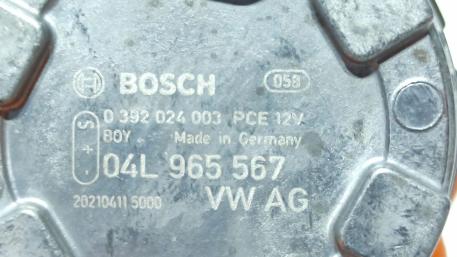 BOSCH 058
0 392 024 003 PCE 12V
BOY Made in Germany
S + -
04L 965 567
20210411 5000 VW AG